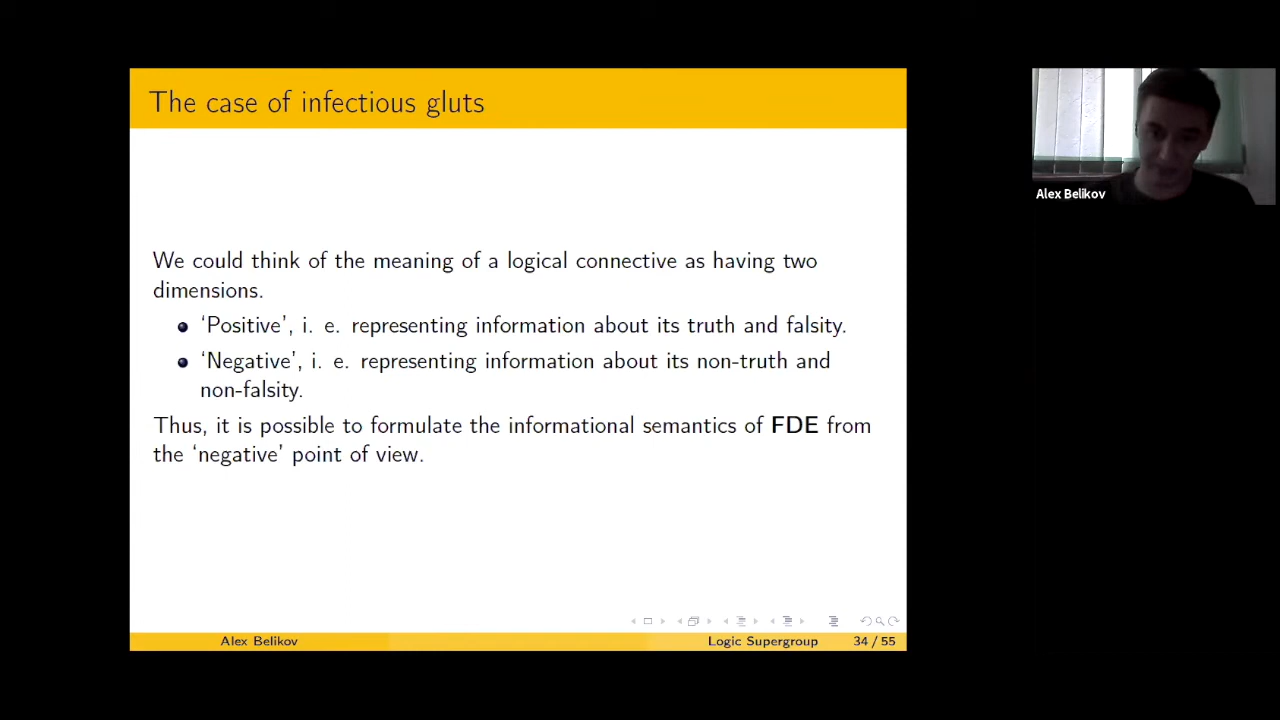 The case of infectious gluts
Alex Belikov
We could think of the meaning of a logical connective as having two
dimensions.
‘Positive’, i. e. representing information about its truth and falsity.
‘Negative’, i. e. representing information about its non-truth and
non-falsity.
Thus, it is possible to formulate the informational semantics of FDE from
the ‘negative’ point of view.
Alex Belikov Logic Supergroup 34 / 55